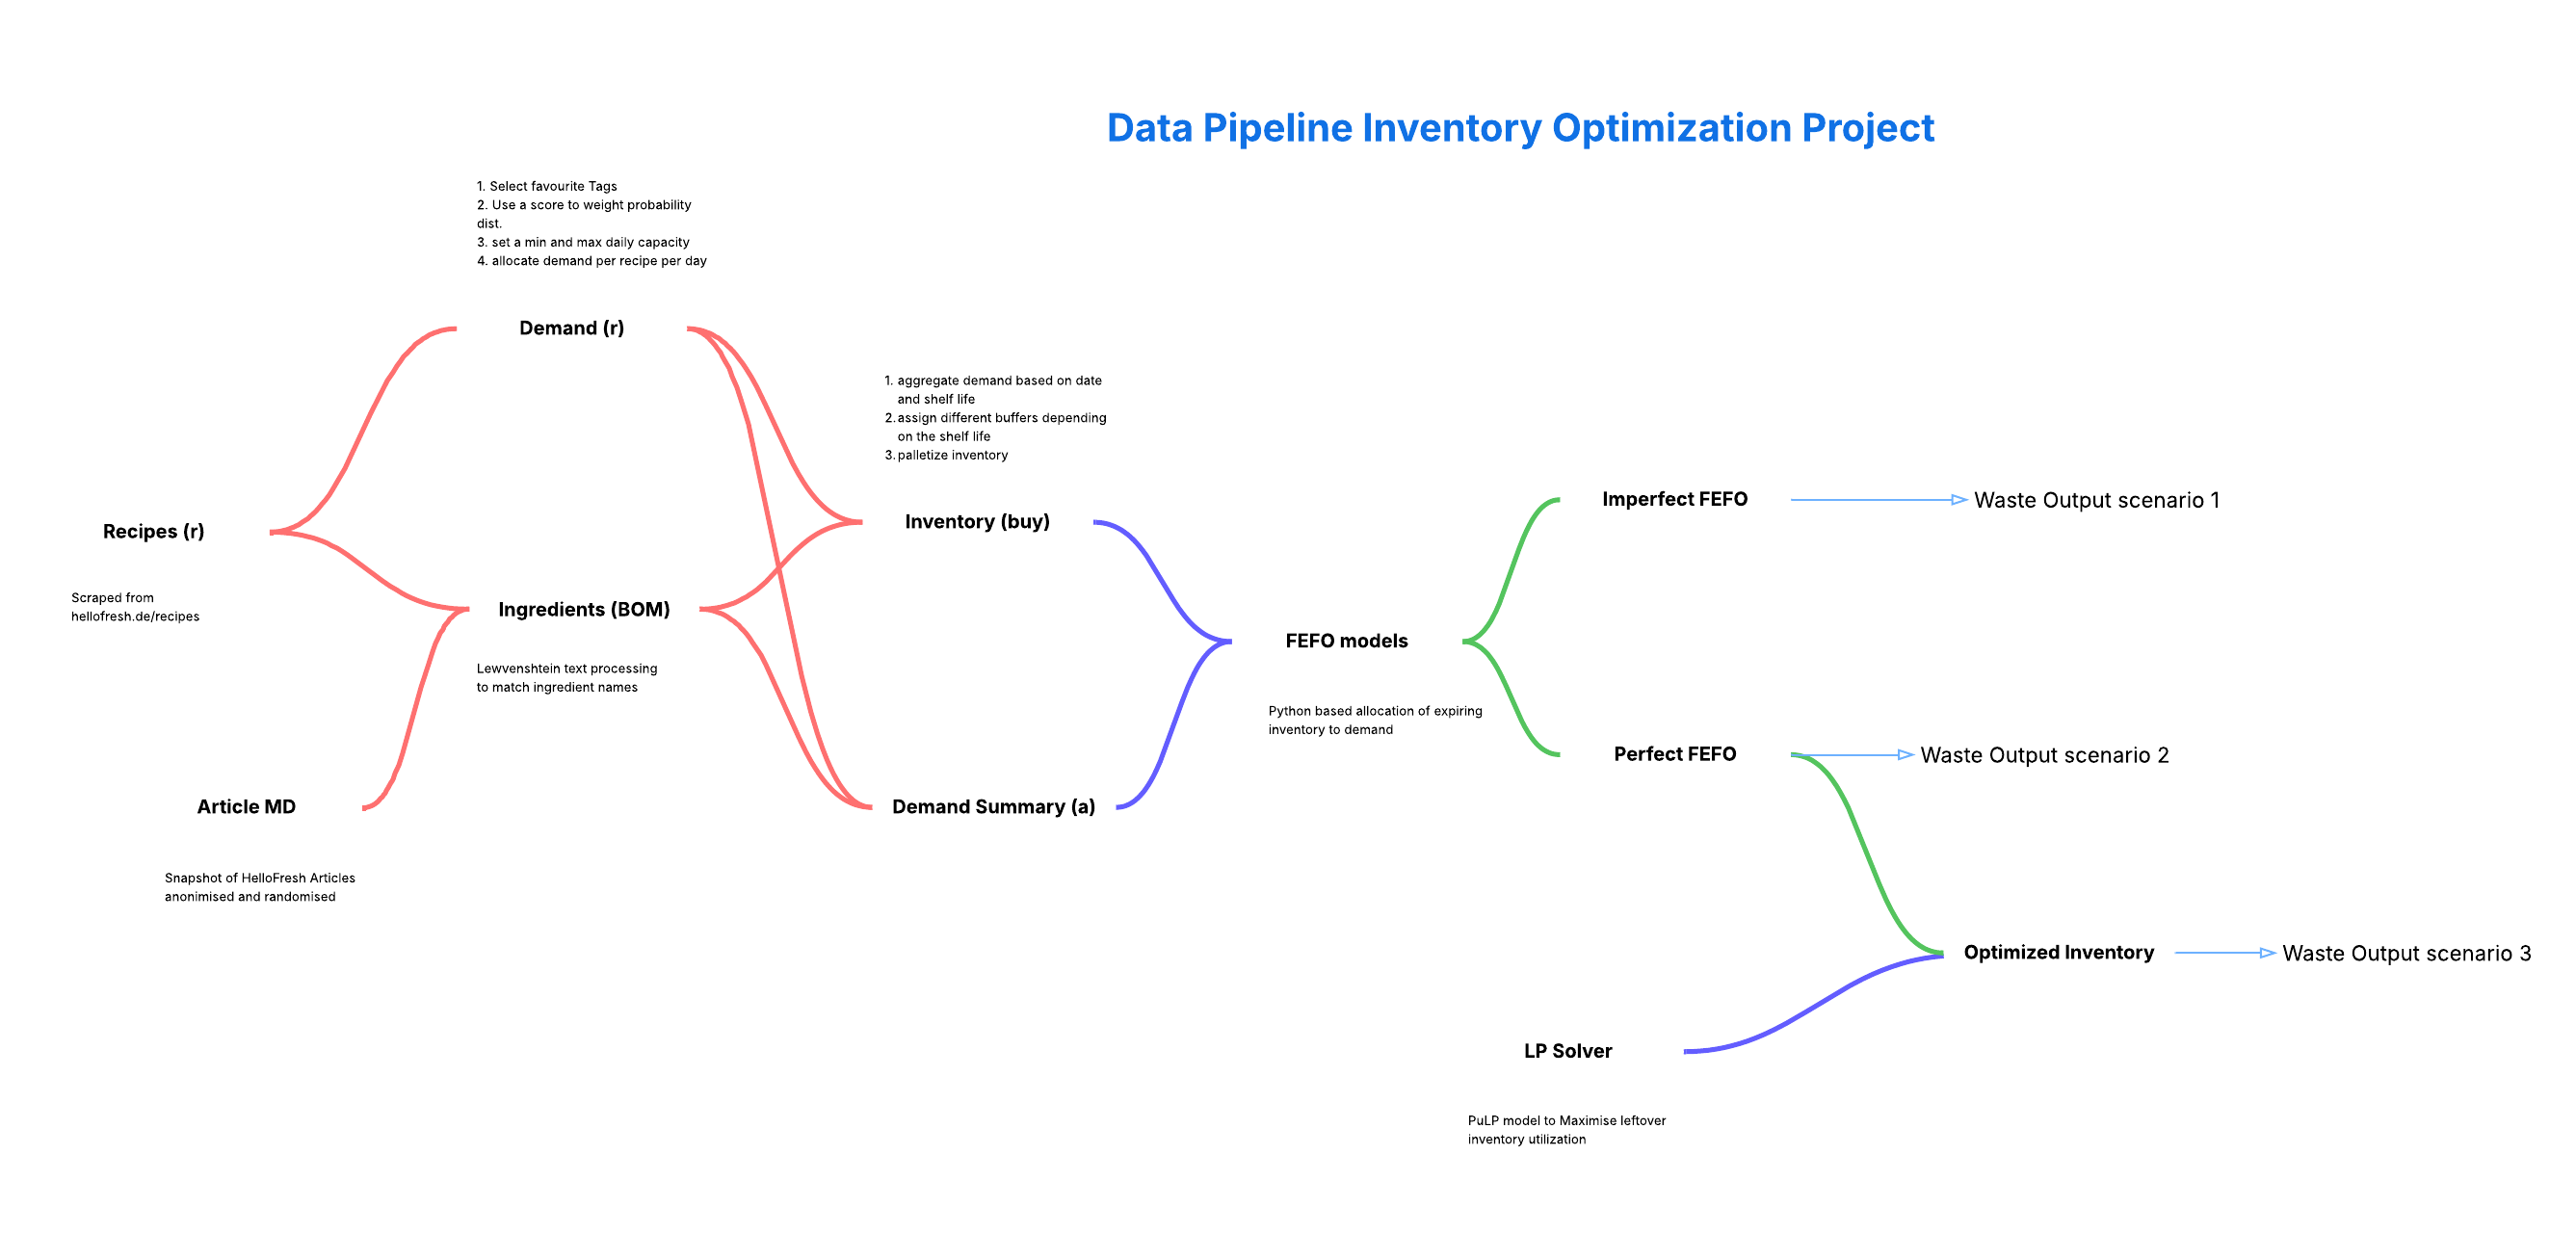 Data Pipeline Inventory Optimization Project
1. Select favourite Tags
2. Use a score to weight probability
dist.
3. set a min and max daily capacity
4. allocate demand per recipe per day
Demand (r)
1. aggregate demand based on date
and shelf life
2. assign different buffers depending
on the shelf life
3. palletize inventory
Inventory (buy)
Recipes (r)
Scraped from
hellofresh.de/recipes
Ingredients (BOM)
Lewvenshtein text processing
to match ingredient names
Article MD
Snapshot of HelloFresh Articles
anonimised and randomised
Demand Summary (a)
FEFO models
Python based allocation of expiring
inventory to demand
Imperfect FEFO
Waste Output scenario 1
Perfect FEFO
Waste Output scenario 2
Optimized Inventory
Waste Output scenario 3
LP Solver
PuLP model to Maximise leftover
inventory utilization